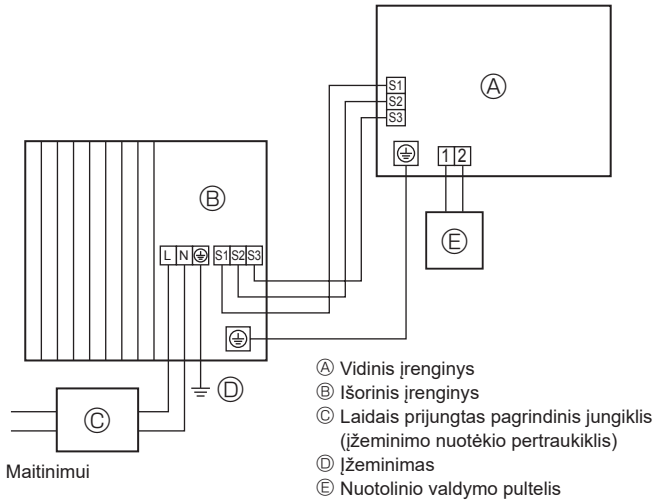 Ⓐ
S1
S2
S3
1 2
Ⓔ
Ⓑ
L N S1 S2 S3
Ⓓ
Ⓒ
Maitinimui
Ⓐ Vidinis įrenginys
Ⓑ Išorinis įrenginys
Ⓒ Laidais prijungtas pagrindinis jungiklis
(įžeminimo nuotėkio pertraukiklis)
Ⓓ Įžeminimas
Ⓔ Nuotolinio valdymo pultelis